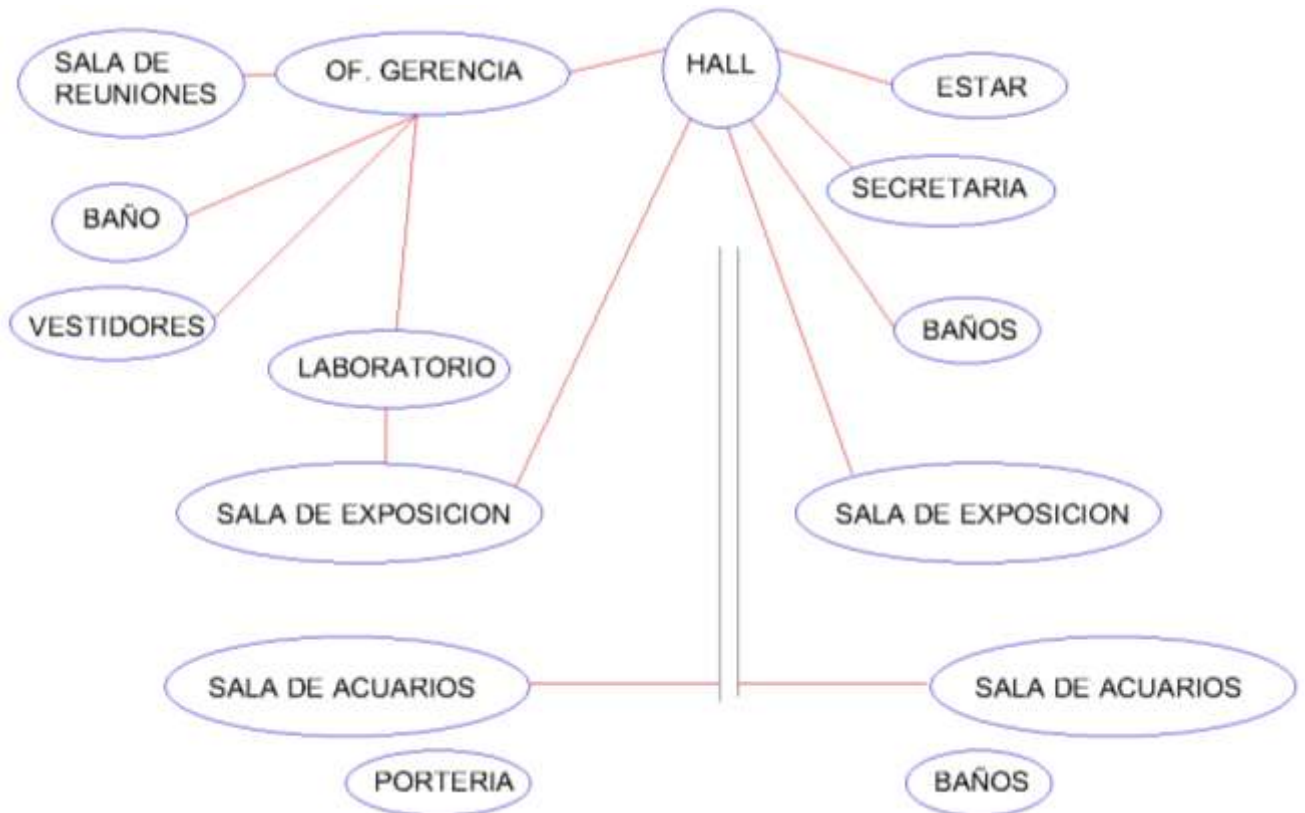 SALA DE
REUNIONES
OF. GERENCIA
HALL
ESTAR
SECRETARIA
BAÑO
VESTIDORES
BAÑOS
LABORATORIO
SALA DE EXPOSICION
SALA DE EXPOSICION
SALA DE ACUARIOS
SALA DE ACUARIOS
PORTERIA
BAÑOS